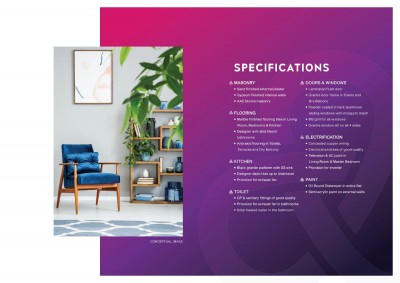 SPECIFICATIONS
MASONRY
• Sand finished external plaster
• Gypsum finished internal walls
• AAC blocks masonry
FLOORING
• Marble finished flooring Bedroom, Living
Room, Bedrooms & Kitchen
• Designer anti-skid tiles in
bathrooms
• Anti-skid flooring in Toilets,
Terraces and Dry Balcony
KITCHEN
• Black granite platform with SS sink
• Designer dado tiles up to
• Provision for exhaust fan
TOILET
• CP & sanitary fittings of good quality
• Provision for exhaust fan in bathrooms
• Solar heated water in the bathroom
DOORS & WINDOWS
• Laminated Flush door
• Granite door frame in Toilets and
Dry Balcony
• Powder coated 3 track aluminium
sliding windows with mosquito mesh
• MS grills for all windows
• Granite window sill on all 4 sides
ELECTRIFICATION
• Concealed copper wiring
• Electrical switches of good quality
• Television & AC point in
Living Room & Master Bedroom
• Provision for inverter
PAINT
• Oil Bound Distemper in entire flat
• Semi acrylic paint on external walls
CONCEPTUAL IMAGE